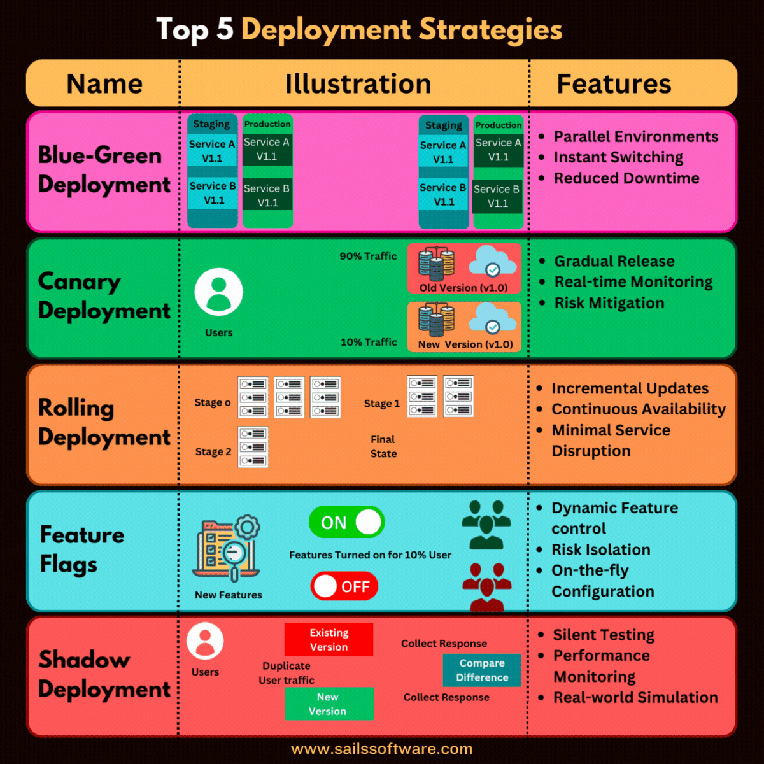 Top 5 Deployment Strategies
Name
Illustration
Features
Blue-Green
Deployment
Staging
Service A
V1.1
Service B
V1.1
Production
Service A
V1.1
Service B
V1.1
Staging
Service A
V1.1
Service B
V1.1
Production
Service A
V1.1
Service B
V1.1
• Parallel Environments
• Instant Switching
• Reduced Downtime
Canary
Deployment
Users
90% Traffic
Old Version (v1.0)
10% Traffic
New Version (v1.0)
• Gradual Release
• Real-time Monitoring
• Risk Mitigation
Rolling
Deployment
Stage 0
Stage 1
Stage 2
Final
State
• Incremental Updates
• Continuous Availability
• Minimal Service
Disruption
Feature
Flags
New Features
ON
Features Turned on for 10% User
OFF
• Dynamic Feature
control
• Risk Isolation
• On-the-fly
Configuration
Shadow
Deployment
Users
Existing
Version
Duplicate
User traffic
New
Version
Collect Response
Compare
Difference
Collect Response
• Silent Testing
• Performance
Monitoring
• Real-world Simulation
www.sailssoftware.com